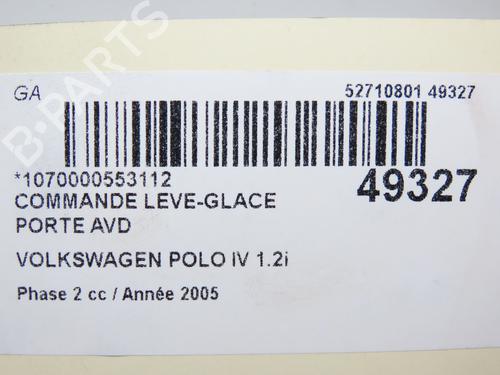 GA
52710801 49327
*1070000553112
49327
COMMANDE LEVE-GLACE
PORTE AVD
VOLKSWAGEN POLO IV 1.2i
Phase 2 cc / Année 2005
B-PARTS